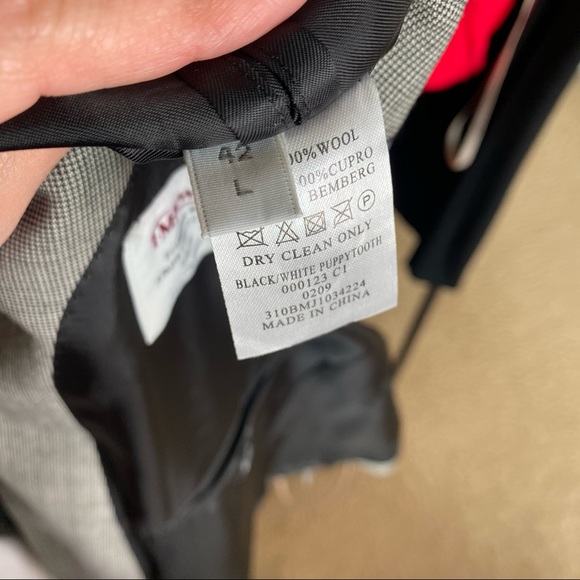 42
L
00%WOOL
00%CUPRO
BEMBERG
P
DRY CLEAN ONLY
BLACK/WHITE PUPPYTOOTH
000123 C1
0209
310BMJ1034224
MADE IN CHINA